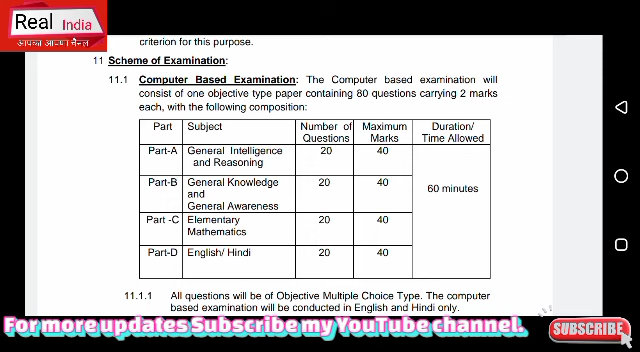 Real India
आपका अपना चैनल
criterion for this purpose.
11 Scheme of Examination:
11.1 Computer Based Examination: The Computer based examination will
consist of one objective type paper containing 80 questions carrying 2 marks
each, with the following composition:
Part Subject Number of Questions Maximum Marks Duration/ Time Allowed
Part-A General Intelligence and Reasoning 20 40 60 minutes
Part-B General Knowledge and General Awareness 20 40
Part -C Elementary Mathematics 20 40
Part-D English/ Hindi 20 40
11.1.1 All questions will be of Objective Multiple Choice Type. The computer
based examination will be conducted in English and Hindi only.
For more updates Subscribe my YouTube channel.
SUBSCRIBE